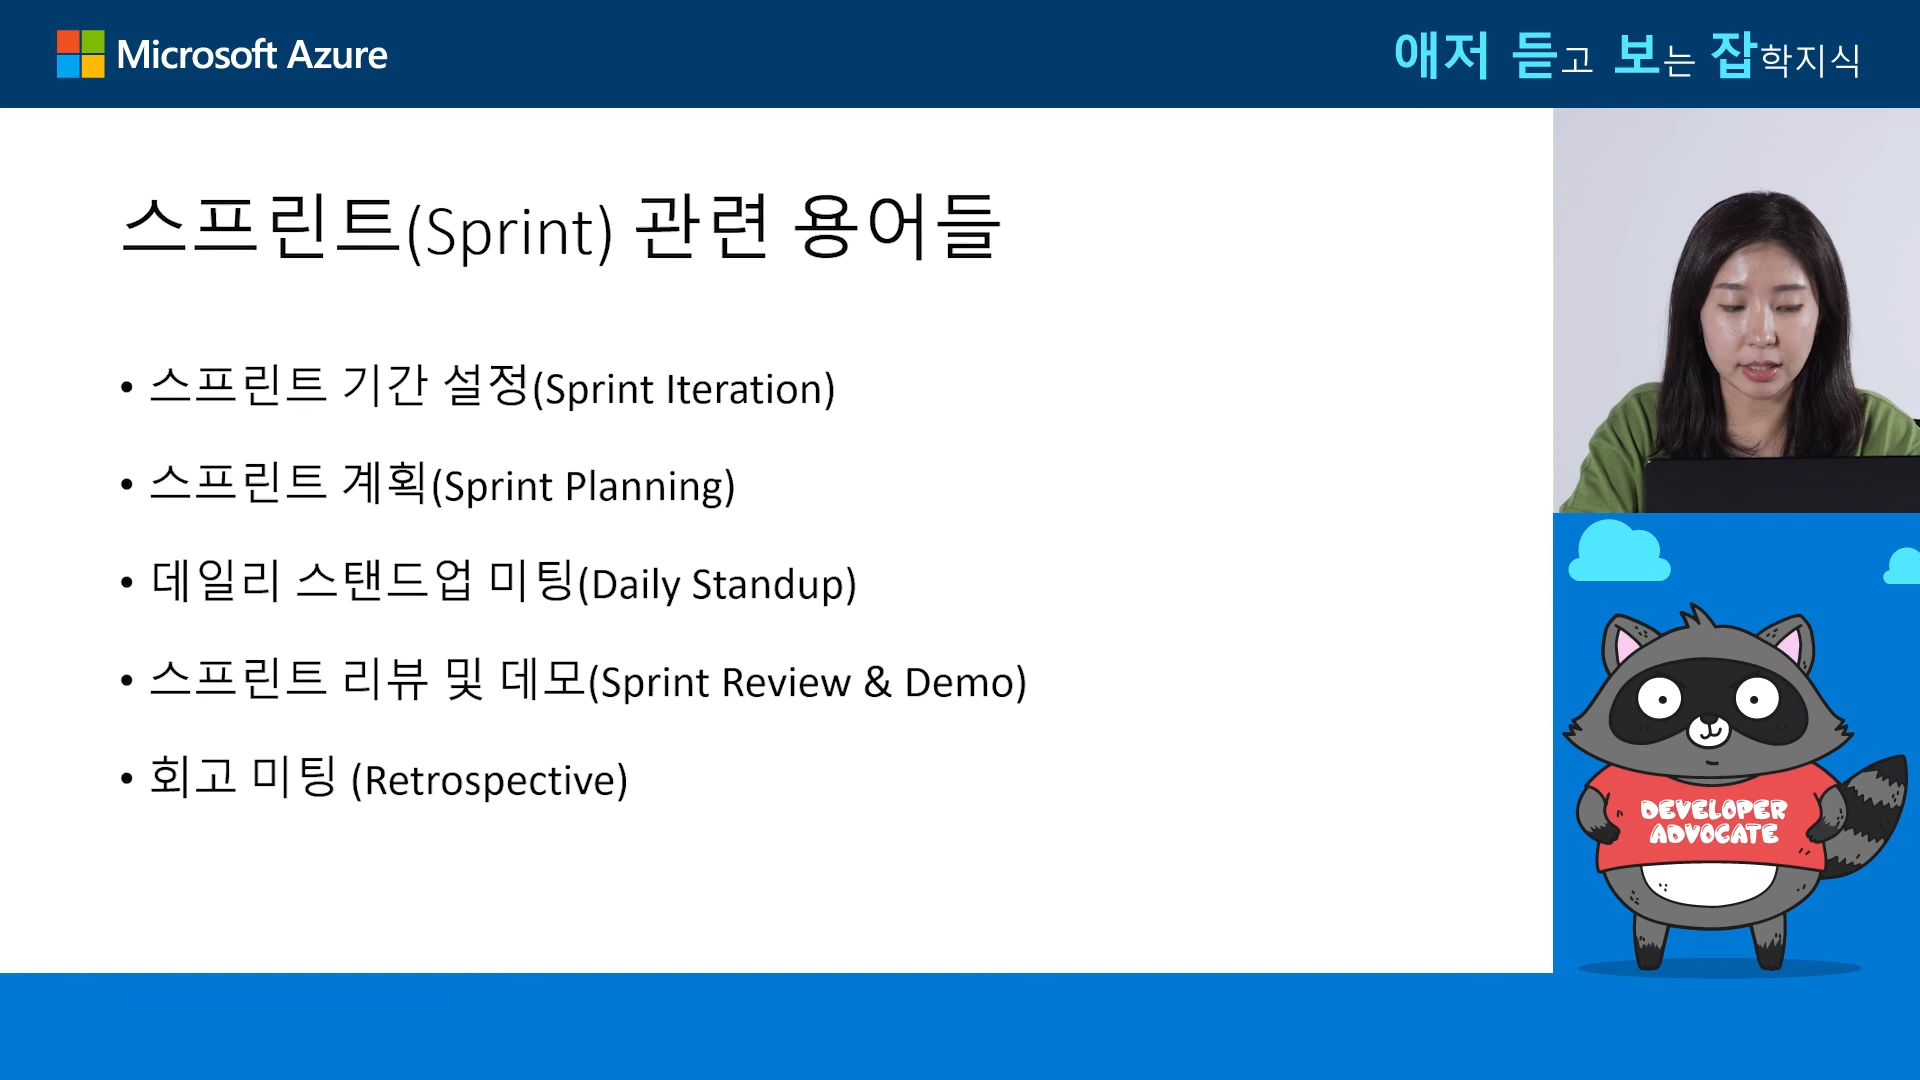 Microsoft Azure
애저 듣고 보는 잡학지식
스프린트(Sprint) 관련 용어들
• 스프린트 기간 설정(Sprint Iteration)
• 스프린트 계획(Sprint Planning)
• 데일리 스탠드업 미팅(Daily Standup)
• 스프린트 리뷰 및 데모(Sprint Review & Demo)
• 회고 미팅 (Retrospective)
DEVELOPER
ADVOCATE